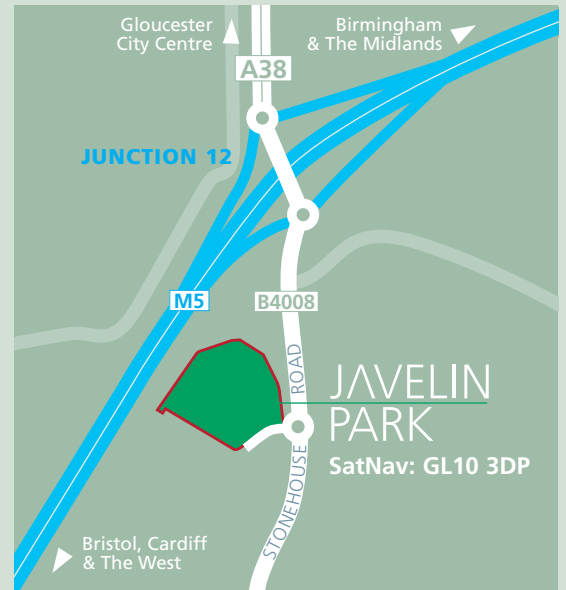 Gloucester
City Centre
Birmingham
& The Midlands
A38
JUNCTION 12
M5
B4008
STONEHOUSE ROAD
JAVELIN
PARK
SatNav: GL10 3DP
Bristol, Cardiff
& The West